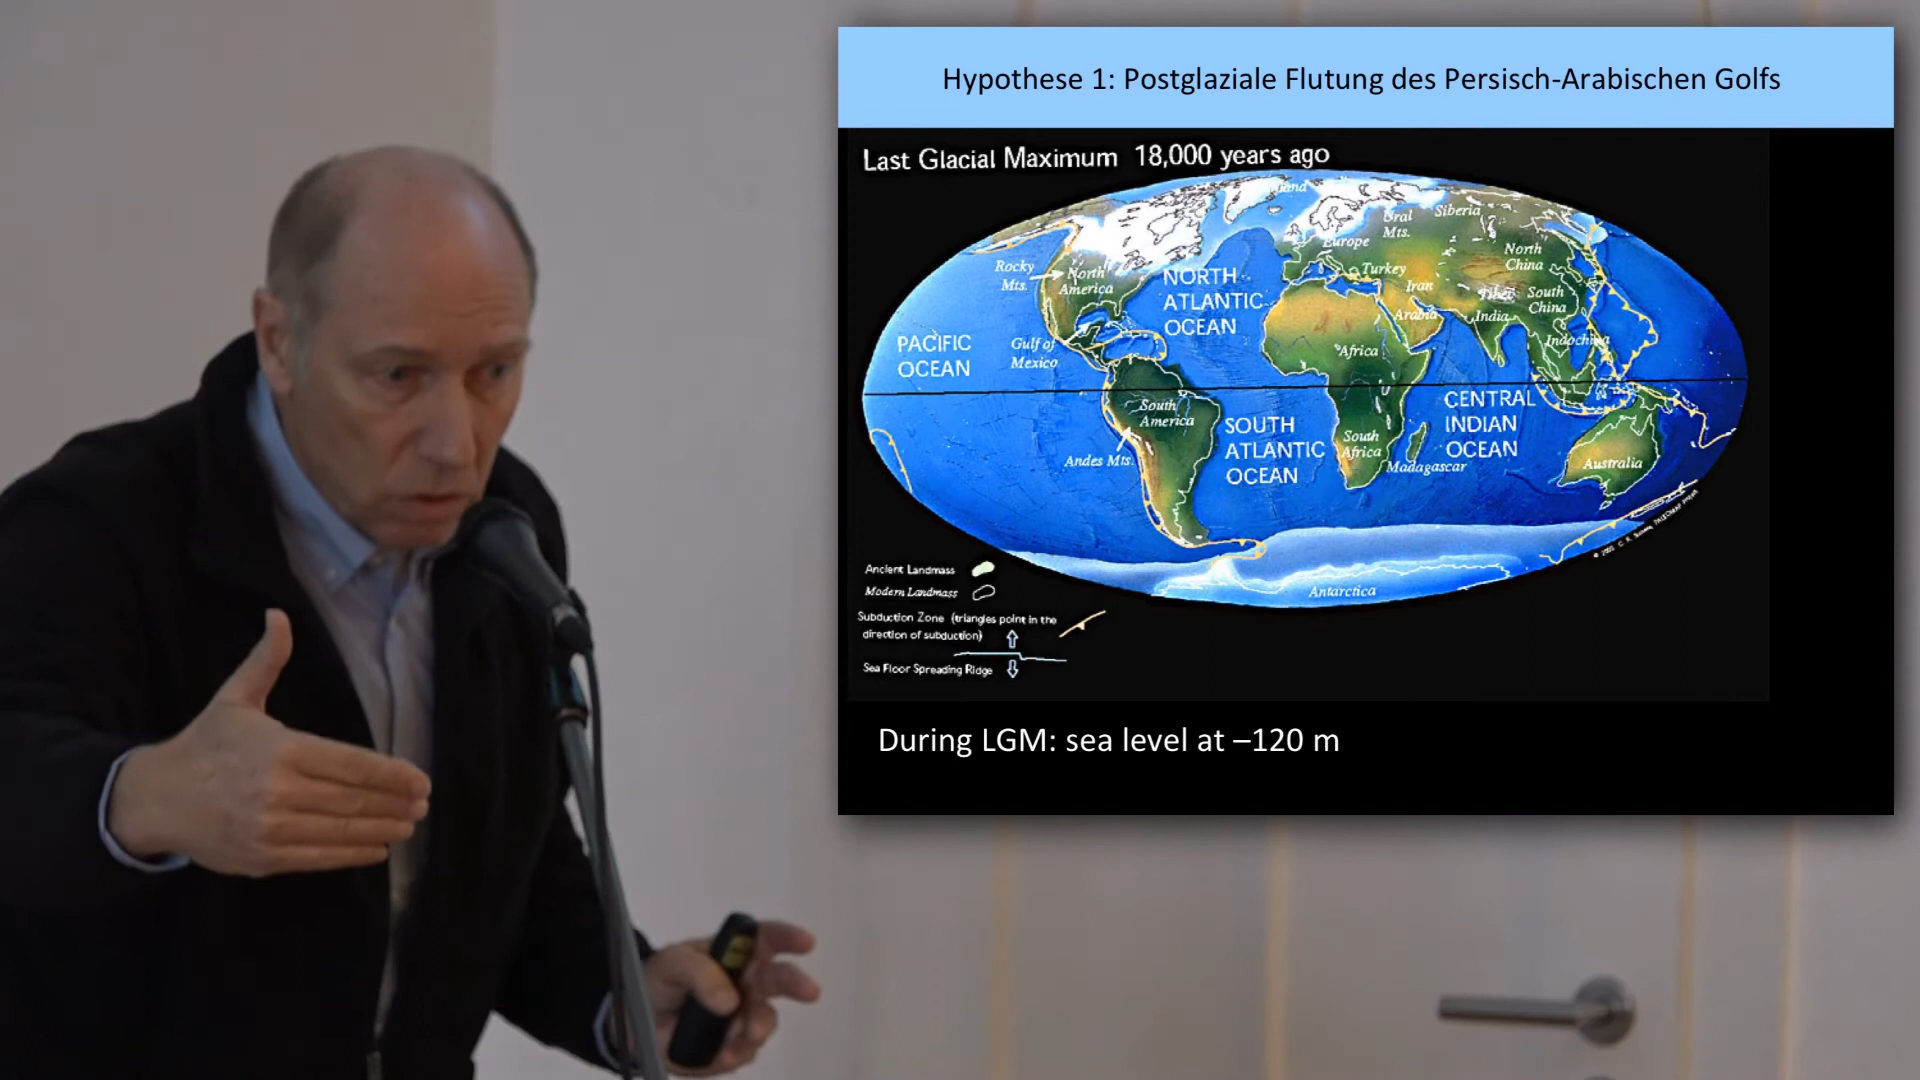 Hypothese 1: Postglaziale Flutung des Persisch-Arabischen Golfs
Last Glacial Maximum 18,000 years ago
Ural
Mts.
Siberia
Europe
North
China
Rocky
Mts.
North
America
NORTH
ATLANTIC
OCEAN
Turkey
Iran
Tibet
South
China
Arabia
India
PACIFIC
OCEAN
Gulf of
Mexico
Africa
Indochina
South
America
SOUTH
ATLANTIC
OCEAN
CENTRAL
INDIAN
OCEAN
South
Africa
Andes Mts.
Madagascar
Australia
Antarctica
Ancient Landmass
Modern Landmass
Subduction Zone (triangles point in the
direction of subduction)
Sea Floor Spreading Ridge
During LGM: sea level at –120 m